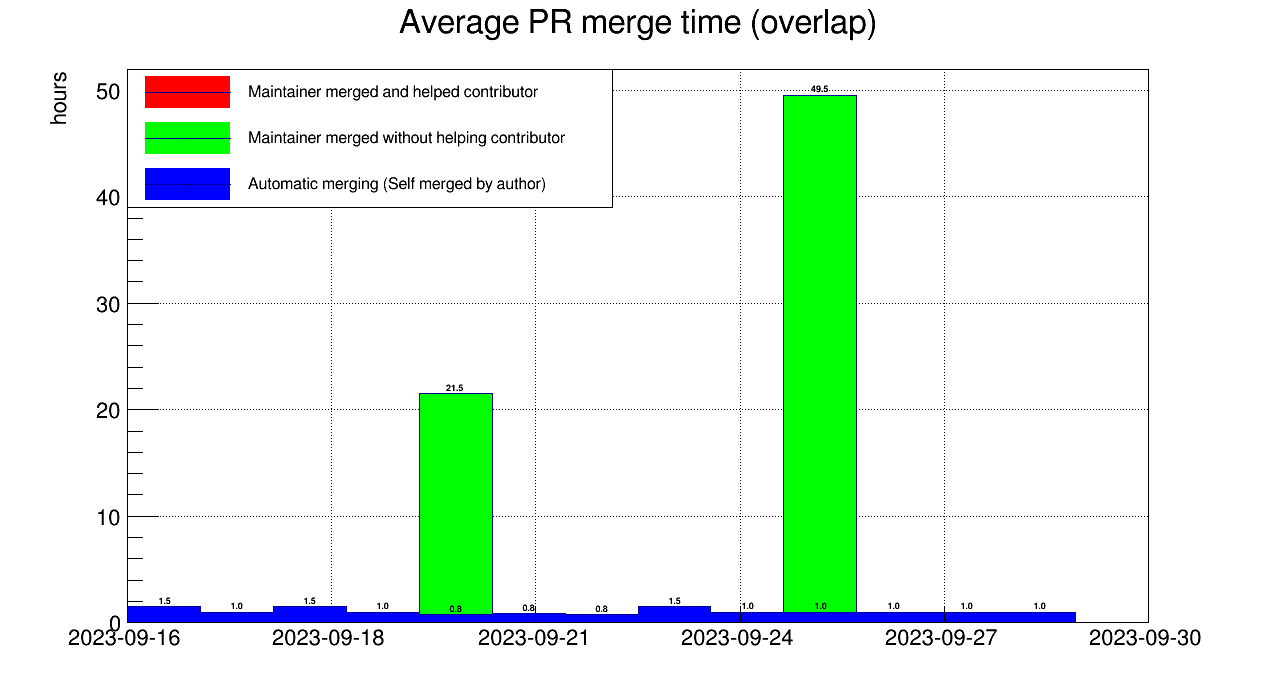 Average PR merge time (overlap)
hours
Maintainer merged and helped contributor
Maintainer merged without helping contributor
Automatic merging (Self merged by author)
50
40
30
20
10
0
49.5
21.5
1.5 1.0 1.5 1.0 0.8 0.8 0.8 1.5 1.0 1.0 1.0 1.0 1.0
2023-09-16 2023-09-18 2023-09-21 2023-09-24 2023-09-27 2023-09-30